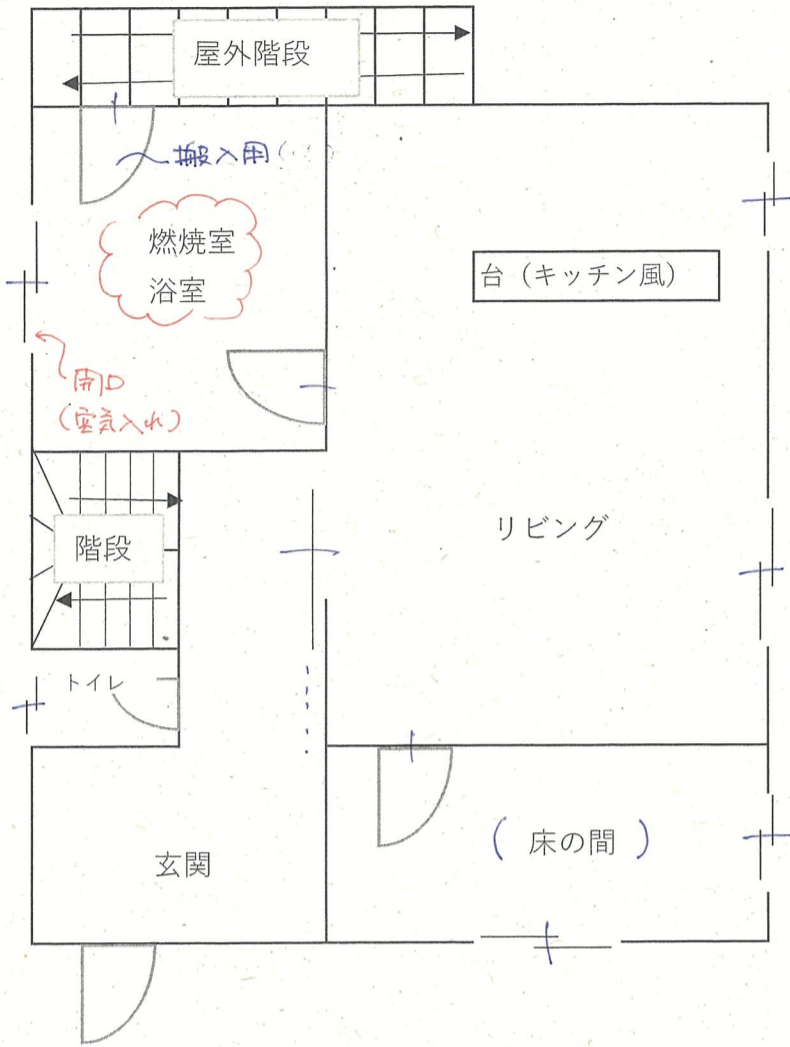 屋外階段
搬入用
燃焼室
浴室
台（キッチン風）
開口
(空気入れ)
階段
リビング
トイレ
玄関
( 床の間 )